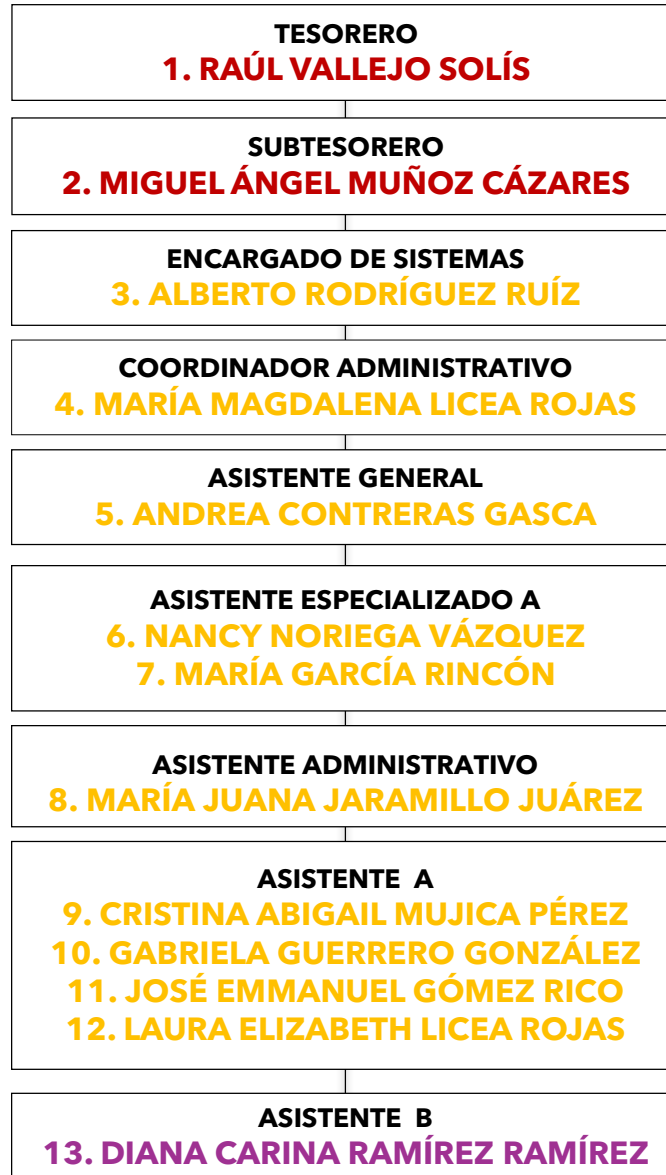 TESORERO
1. RAÚL VALLEJO SOLÍS
SUBTESORERO
2. MIGUEL ÁNGEL MUÑOZ CÁZARES
ENCARGADO DE SISTEMAS
3. ALBERTO RODRÍGUEZ RUÍZ
COORDINADOR ADMINISTRATIVO
4. MARÍA MAGDALENA LICEA ROJAS
ASISTENTE GENERAL
5. ANDREA CONTRERAS GASCA
ASISTENTE ESPECIALIZADO A
6. NANCY NORIEGA VÁZQUEZ
7. MARÍA GARCÍA RINCÓN
ASISTENTE ADMINISTRATIVO
8. MARÍA JUANA JARAMILLO JUÁREZ
ASISTENTE A
9. CRISTINA ABIGAIL MUJICA PÉREZ
10. GABRIELA GUERRERO GONZÁLEZ
11. JOSÉ EMMANUEL GÓMEZ RICO
12. LAURA ELIZABETH LICEA ROJAS
ASISTENTE B
13. DIANA CARINA RAMÍREZ RAMÍREZ